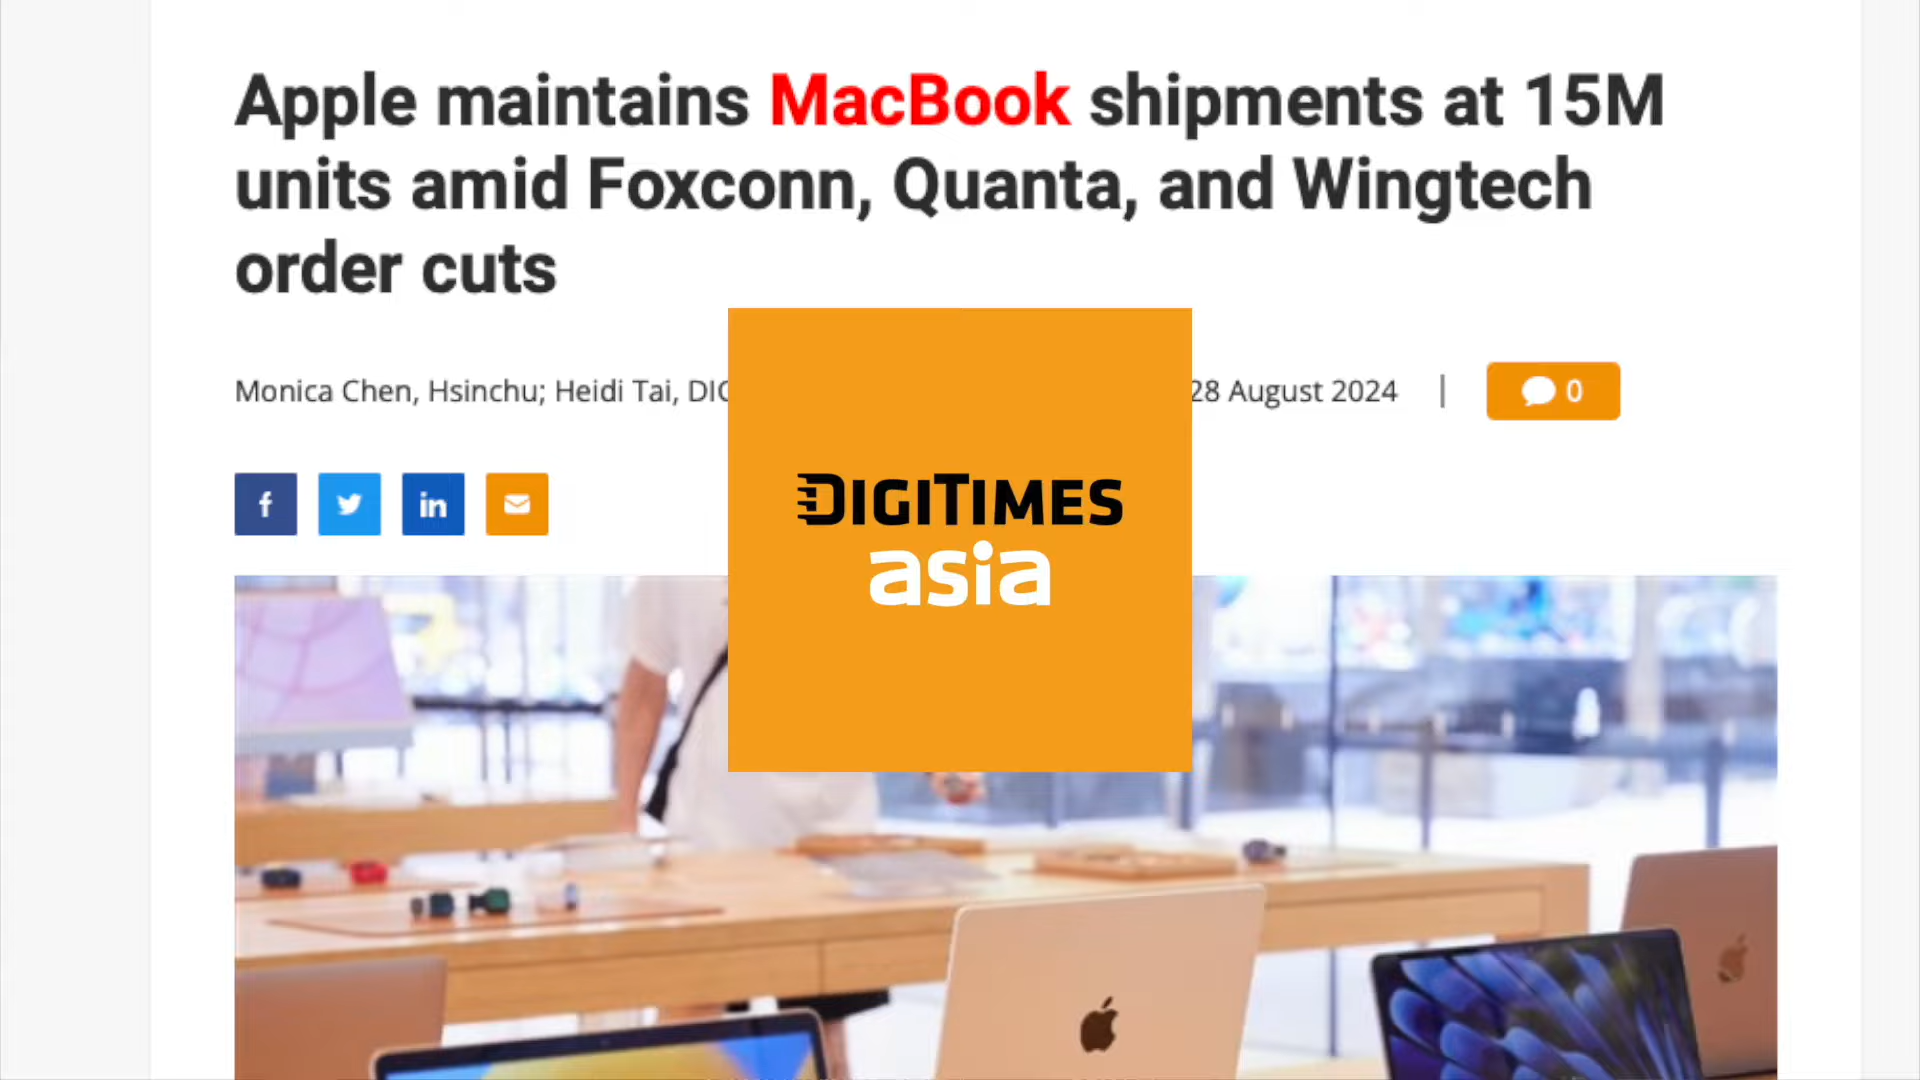 Apple maintains MacBook shipments at 15M
units amid Foxconn, Quanta, and Wingtech
order cuts
Monica Chen, Hsinchu; Heidi Tai, 28 August 2024 | 0
f in
DIGITIMES
asia